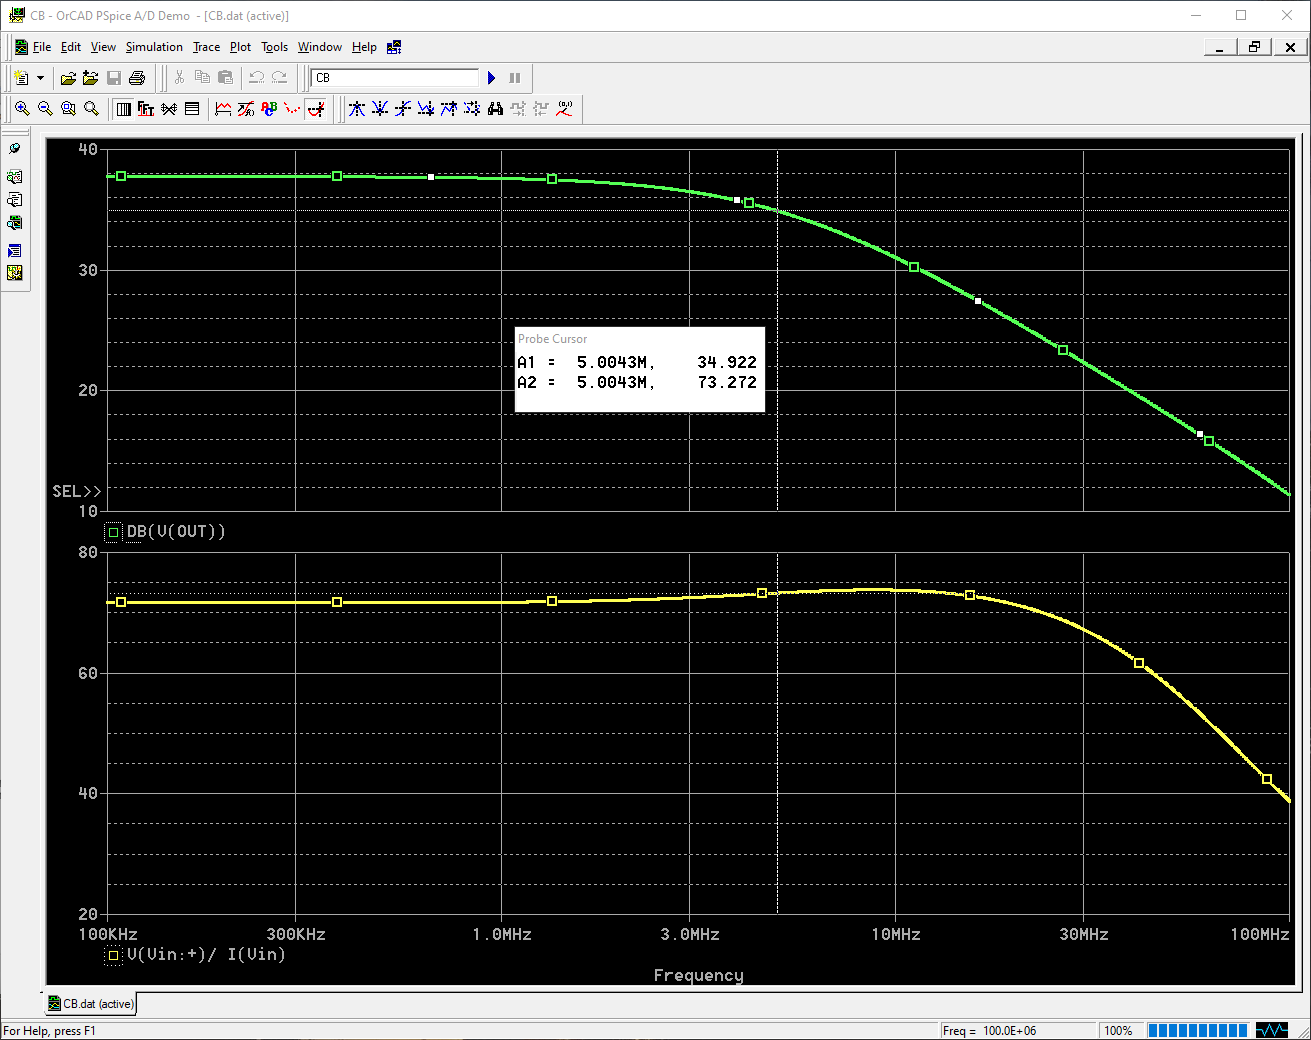 CB - OrCAD PSpice A/D Demo - [CB.dat (active)]
File Edit View Simulation Trace Plot Tools Window Help
CB
40
30
20
SEL>>
10
Probe Cursor
A1 = 5.0043M, 34.922
A2 = 5.0043M, 73.272
DB(V(OUT))
80
60
40
20
100KHz 300KHz 1.0MHz 3.0MHz 10MHz 30MHz 100MHz
V(Vin:+)/ I(Vin)
Frequency
CB.dat (active)
For Help, press F1 Freq = 100.0E+06 100%